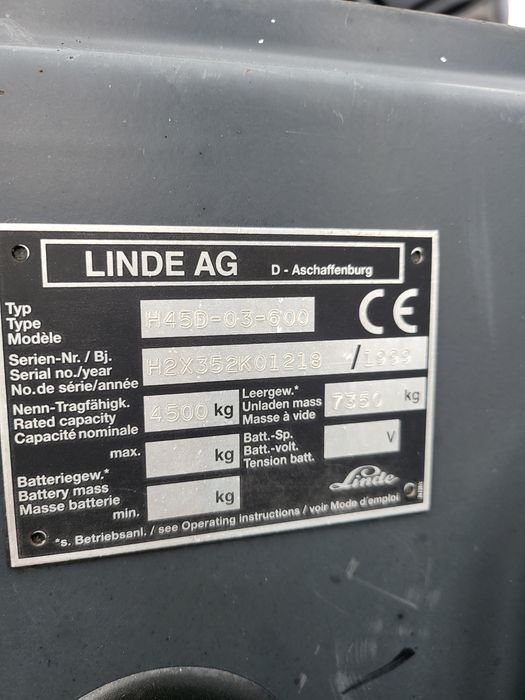 LINDE AG D - Aschaffenburg
Typ
Type
Modèle
H45D-03-600
CE
Serien-Nr. / Bj.
Serial no./year
No.de série/année
H2X352K01218 / 1999
Nenn-Tragfähigk.
Rated capacity
Capacité nominale
4500 kg
Leergew.*
Unladen mass
Masse à vide
7350 kg
Batteriegew.*
Battery mass
Masse batterie
max. kg
min. kg
Batt.-Sp.
Batt.-volt.
Tension batt.
V
Linde
*s. Betriebsanl. / see Operating instructions / voir Mode d'emploi